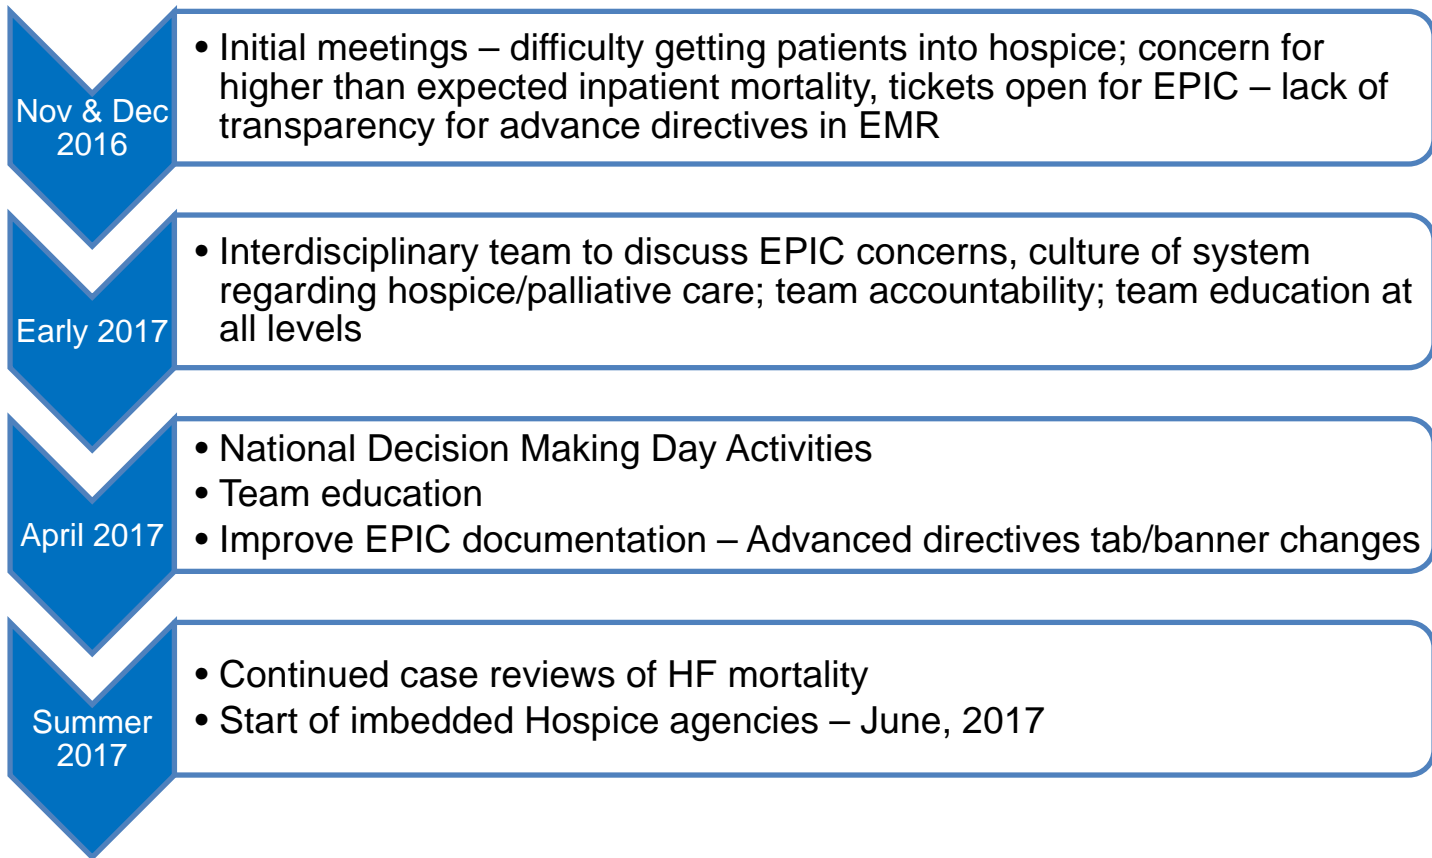 Nov & Dec
2016
• Initial meetings – difficulty getting patients into hospice; concern for
higher than expected inpatient mortality, tickets open for EPIC – lack of
transparency for advance directives in EMR
Early 2017
• Interdisciplinary team to discuss EPIC concerns, culture of system
regarding hospice/palliative care; team accountability; team education at
all levels
April 2017
• National Decision Making Day Activities
• Team education
• Improve EPIC documentation – Advanced directives tab/banner changes
Summer
2017
• Continued case reviews of HF mortality
• Start of imbedded Hospice agencies – June, 2017